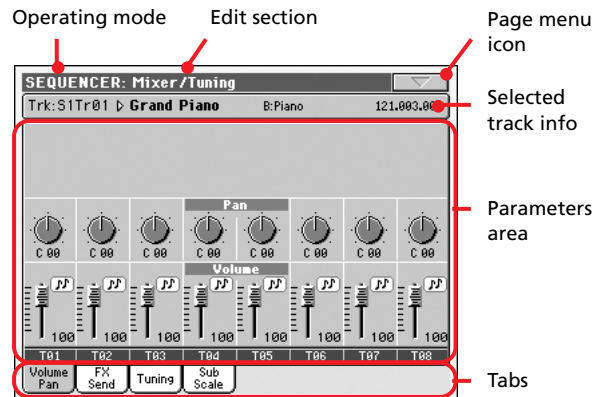 Operating mode
Edit section
Page menu
icon
SEQUENCER: Mixer/Tuning
Trk:S1Tr01 ▷ Grand Piano B:Piano 121.003.00
Selected
track info
Parameters
area
Pan
C 00 C 00 C 00 C 00 C 00 C 00 C 00 C 00
Volume
100 100 100 100 100 100 100 100
T01 T02 T03 T04 T05 T06 T07 T08
Volume
Pan
FX
Send
Tuning
Sub
Scale
Tabs